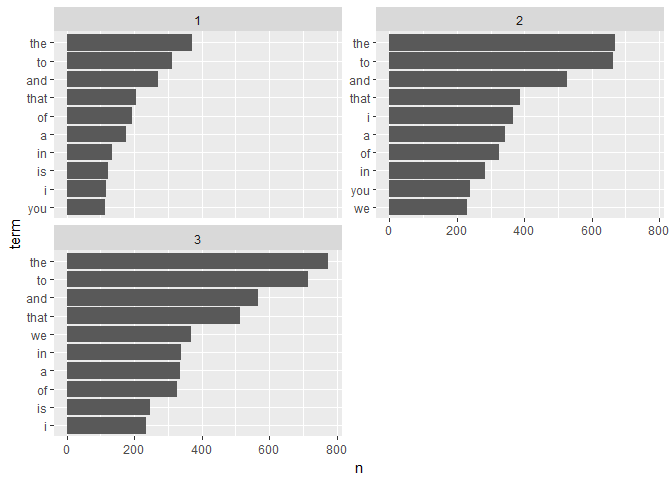 1
the
to
and
that
of
a
in
is
i
you
2
the
to
and
that
i
a
of
in
you
we
0 200 400 600 800
3
the
to
and
that
we
in
a
of
is
i
0 200 400 600 800
term
n